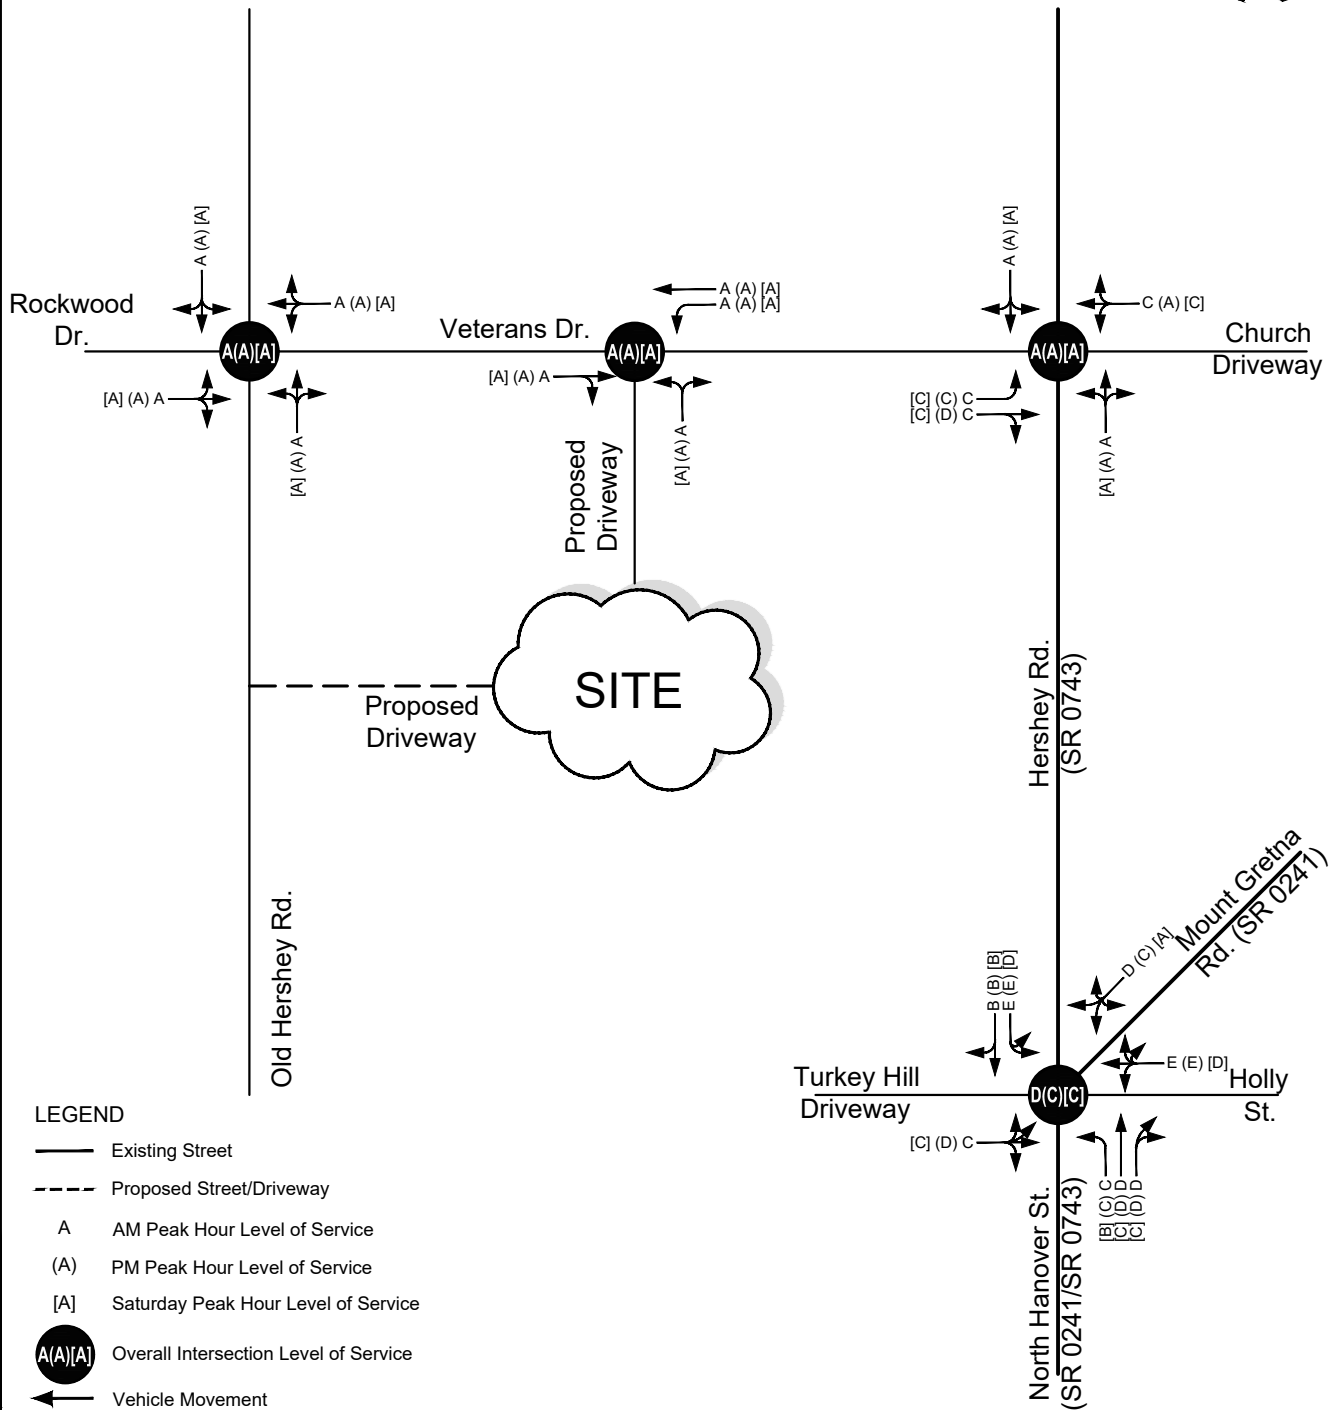 A (A) [A]
A (A) [A]
Rockwood
Dr.
A(A)[A]
[A] (A) A
[A] (A) A
Veterans Dr.
A (A) [A]
A (A) [A]
A(A)[A]
[A] (A) A
[A] (A) A
Proposed
Driveway
A (A) [A]
C (A) [C]
A(A)[A]
Church
Driveway
[C] (C) C
[C] (D) C
[A] (A) A
SITE
Proposed
Driveway
Hershey Rd.
(SR 0743)
Old Hershey Rd.
Mount Gretna
Rd. (SR 0241)
D (C) [A]
B (B) [B]
E (E) [D]
E (E) [D]
Turkey Hill
Driveway
D(C)[C]
Holly
St.
[C] (D) C
[B] (C) C
[C] (D) D
[C] (D) D
North Hanover St.
(SR 0241/SR 0743)
LEGEND
Existing Street
Proposed Street/Driveway
A AM Peak Hour Level of Service
(A) PM Peak Hour Level of Service
[A] Saturday Peak Hour Level of Service
A(A)[A] Overall Intersection Level of Service
Vehicle Movement